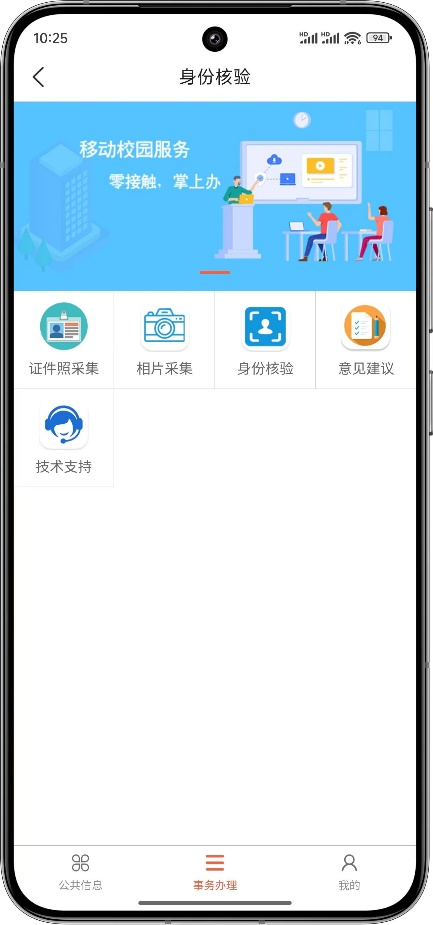 10:25
HD HD 94
身份核验
移动校园服务
零接触，掌上办
证件照采集 相片采集 身份核验 意见建议
技术支持
公共信息 事务办理 我的